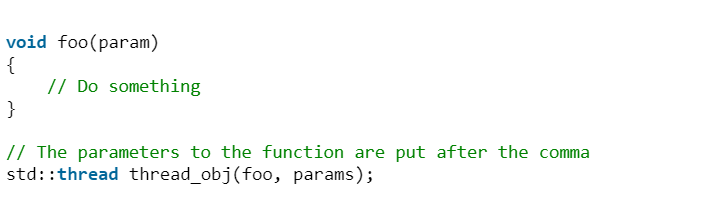 void foo(param)
{
    // Do something
}
// The parameters to the function are put after the comma
std::thread thread_obj(foo, params);